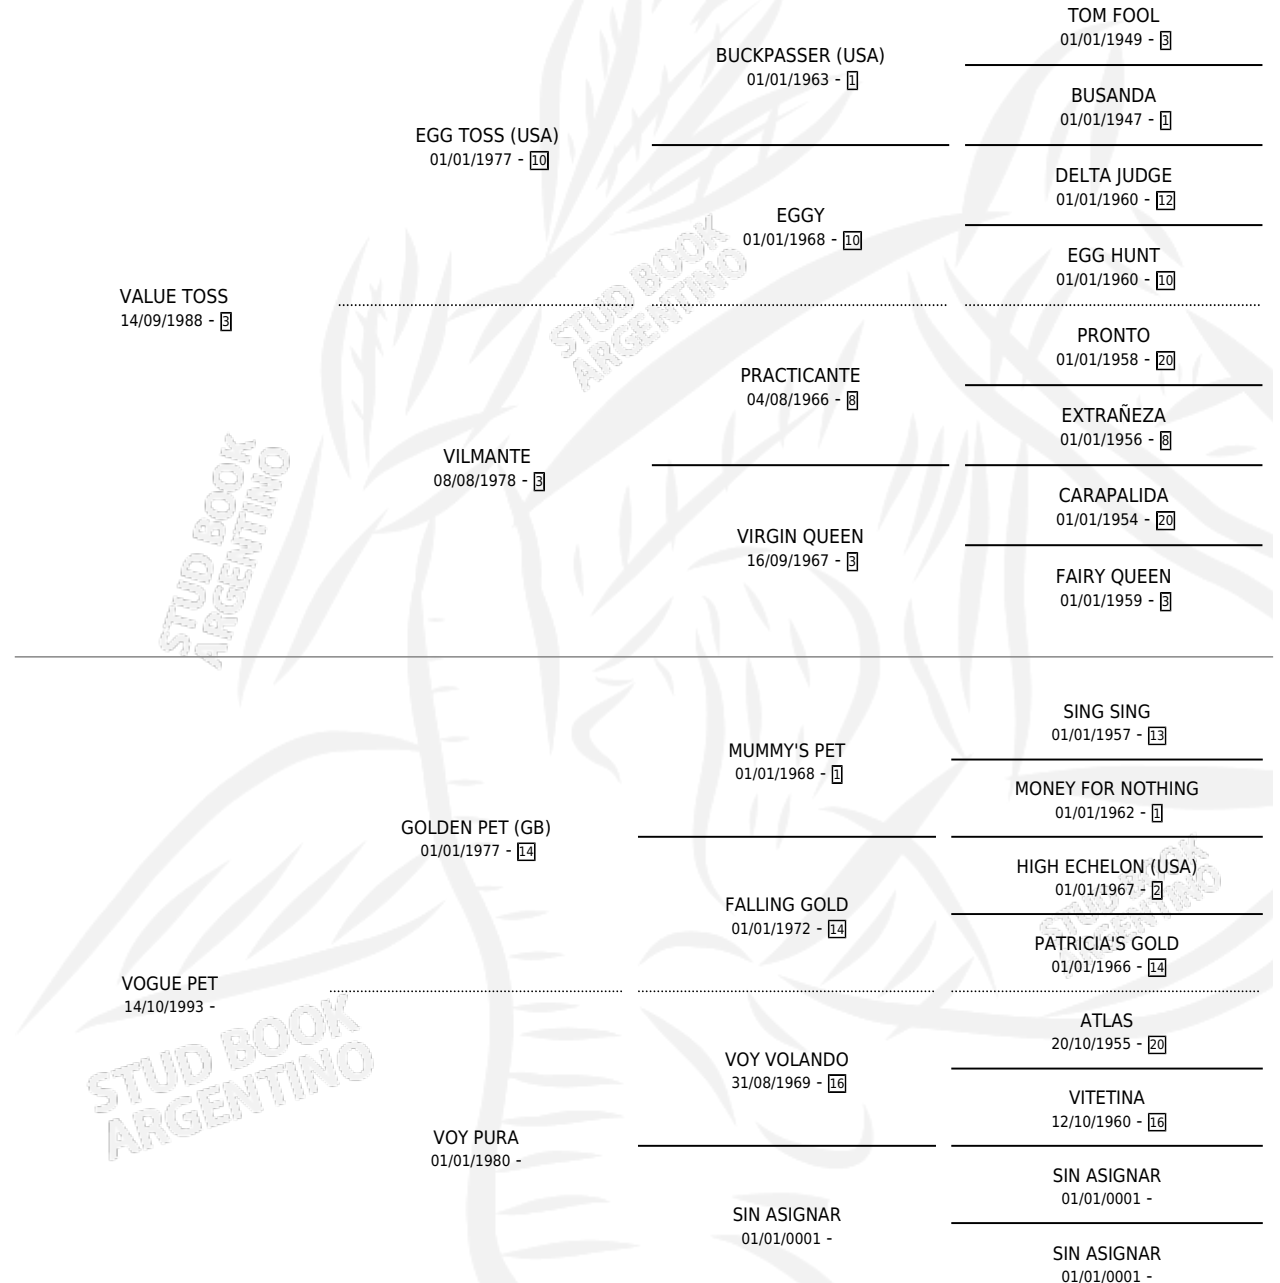 TOM FOOL
01/01/1949 - 3
BUCKPASSER (USA)
01/01/1963 - 1
BUSANDA
01/01/1947 - 1
EGG TOSS (USA)
01/01/1977 - 10
DELTA JUDGE
01/01/1960 - 12
EGGY
01/01/1968 - 10
EGG HUNT
01/01/1960 - 10
VALUE TOSS
14/09/1988 - 3
PRONTO
01/01/1958 - 20
PRACTICANTE
04/08/1966 - 8
EXTRAÑEZA
01/01/1956 - 8
VILMANTE
08/08/1978 - 3
CARAPALIDA
01/01/1954 - 20
VIRGIN QUEEN
16/09/1967 - 3
FAIRY QUEEN
01/01/1959 - 3
SING SING
01/01/1957 - 13
MUMMY'S PET
01/01/1968 - 1
MONEY FOR NOTHING
01/01/1962 - 1
GOLDEN PET (GB)
01/01/1977 - 14
HIGH ECHELON (USA)
01/01/1967 - 2
FALLING GOLD
01/01/1972 - 14
PATRICIA'S GOLD
01/01/1966 - 14
VOGUE PET
14/10/1993 -
ATLAS
20/10/1955 - 20
VOY VOLANDO
31/08/1969 - 16
VITETINA
12/10/1960 - 16
VOY PURA
01/01/1980 -
SIN ASIGNAR
01/01/0001 -
SIN ASIGNAR
01/01/0001 -
SIN ASIGNAR
01/01/0001 -
STUD BOOK
ARGENTINO
STUD BOOK
ARGENTINO
STUD BOOK
ARGENTINO
STUD BOOK
ARGENTINO